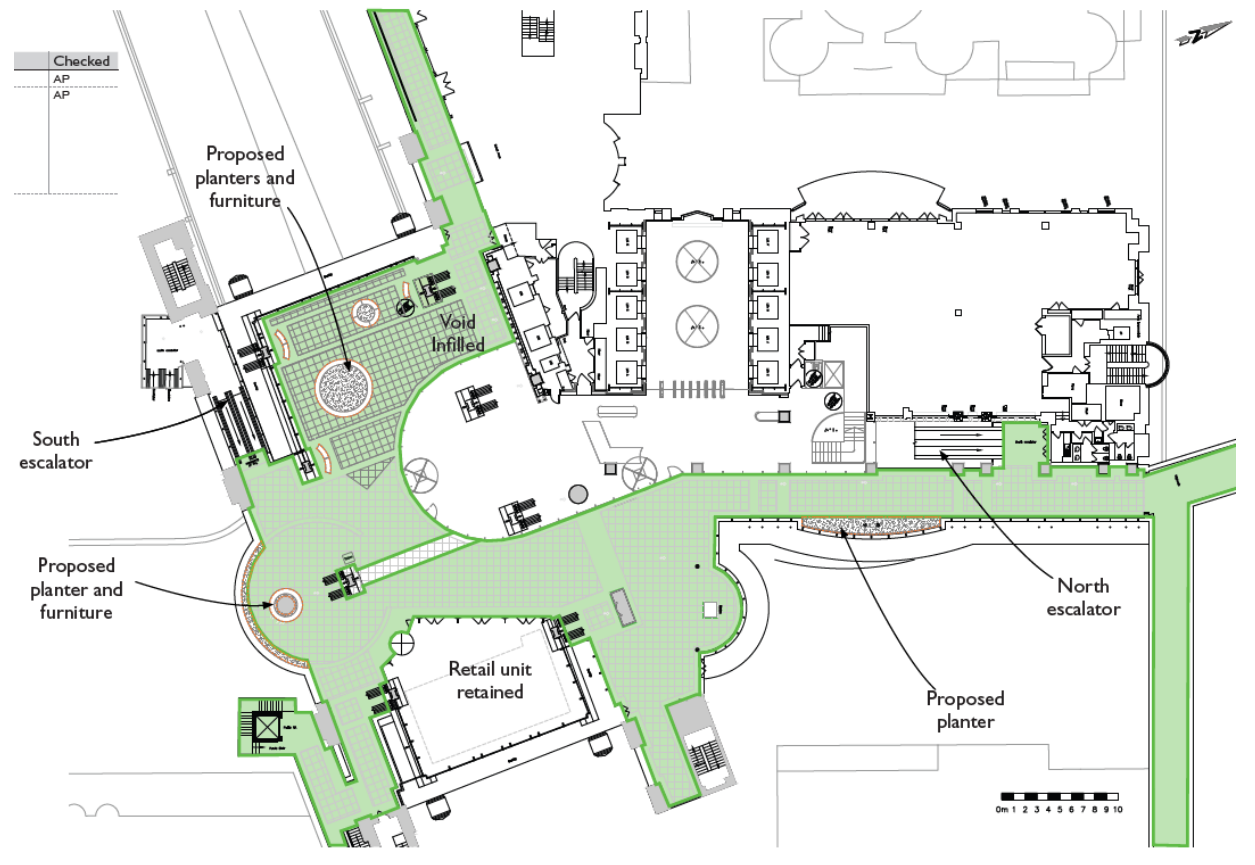 Checked
AP
AP
N
Proposed
planters and
furniture
Void
Infilled
South
escalator
Proposed
planter and
furniture
Retail unit
retained
North
escalator
Proposed
planter
0m 1 2 3 4 5 6 7 8 9 10